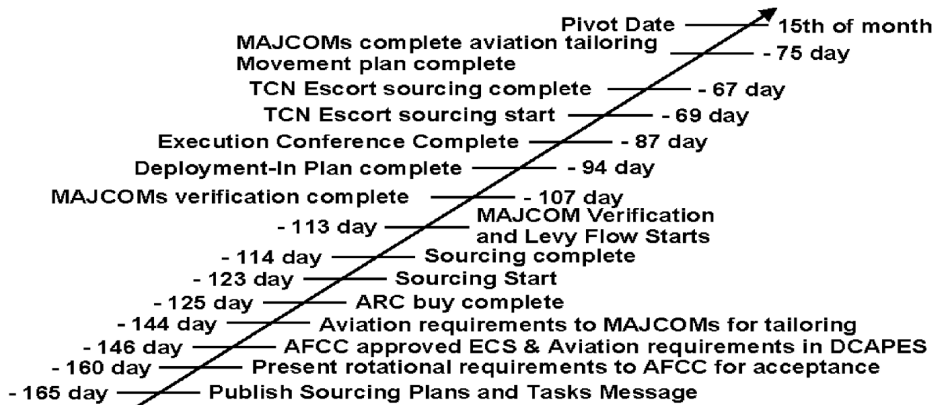 Pivot Date 15th of month
MAJCOMs complete aviation tailoring
Movement plan complete - 75 day
TCN Escort sourcing complete - 67 day
TCN Escort sourcing start - 69 day
Execution Conference Complete - 87 day
Deployment-In Plan complete - 94 day
MAJCOMs verification complete - 107 day
- 113 day MAJCOM Verification
and Levy Flow Starts
- 114 day Sourcing complete
- 123 day Sourcing Start
- 125 day ARC buy complete
- 144 day Aviation requirements to MAJCOMs for tailoring
- 146 day AFCC approved ECS & Aviation requirements in DCAPES
- 160 day Present rotational requirements to AFCC for acceptance
- 165 day Publish Sourcing Plans and Tasks Message